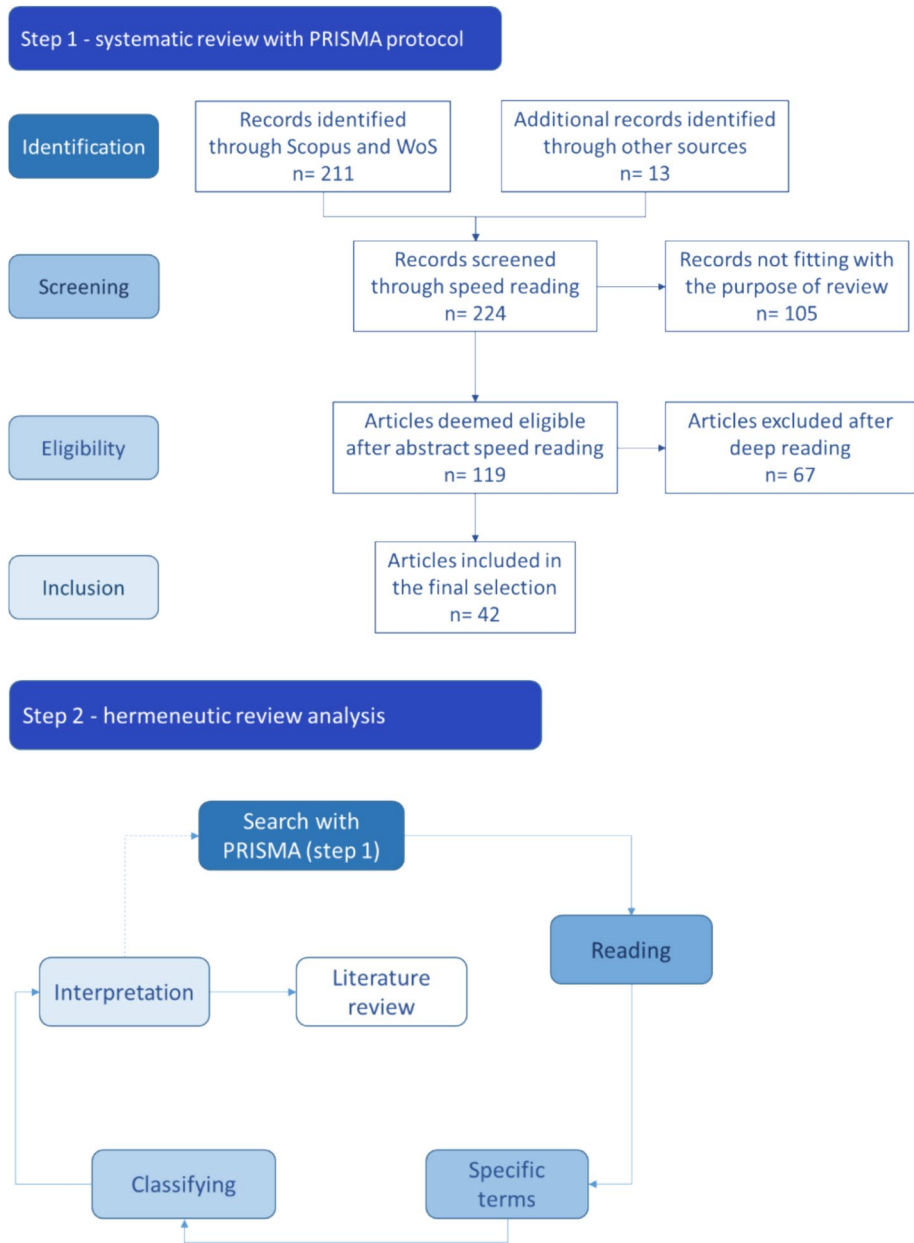 Step 1 - systematic review with PRISMA protocol
Identification
Records identified
through Scopus and WoS
n= 211
Additional records identified
through other sources
n= 13
Screening
Records screened
through speed reading
n= 224
Records not fitting with
the purpose of review
n= 105
Eligibility
Articles deemed eligible
after abstract speed reading
n= 119
Articles excluded after
deep reading
n= 67
Inclusion
Articles included in
the final selection
n= 42
Step 2 - hermeneutic review analysis
Search with
PRISMA (step 1)
Reading
Interpretation
Literature
review
Classifying
Specific
terms